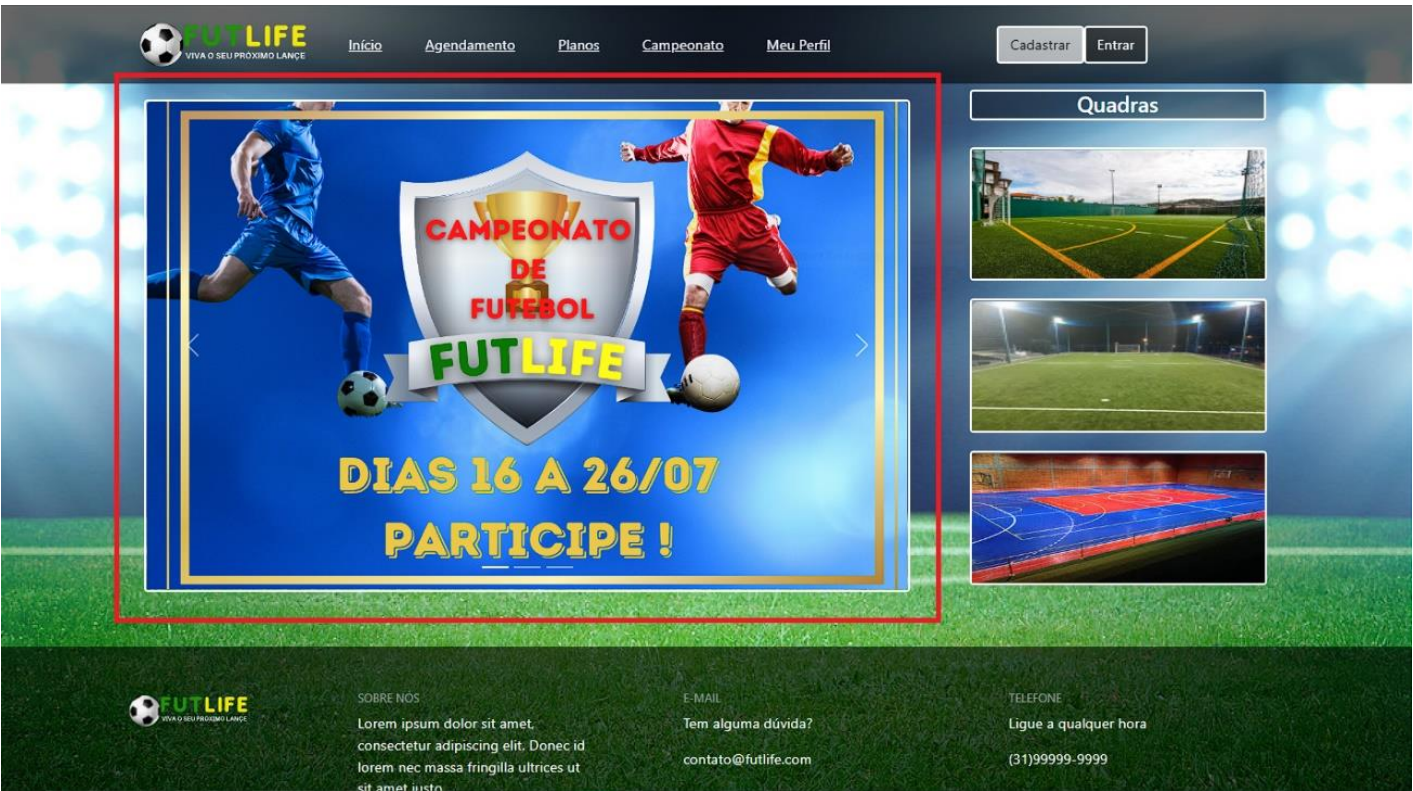 FUTLIFE
VIVA O SEU PRÓXIMO LANÇE
Início
Agendamento
Planos
Campeonato
Meu Perfil
Cadastrar
Entrar
CAMPEONATO
DE
FUTEBOL
FUTLIFE
DIAS 16 A 26/07
PARTICIPE !
Quadras
FUTLIFE
VIVA O SEU PRÓXIMO LANÇE
SOBRE NÓS
Lorem ipsum dolor sit amet,
consectetur adipiscing elit. Donec id
lorem nec massa fringilla ultrices ut
sit amet justo
E-MAIL
Tem alguma dúvida?
contato@futlife.com
TELEFONE
Ligue a qualquer hora
(31)99999-9999